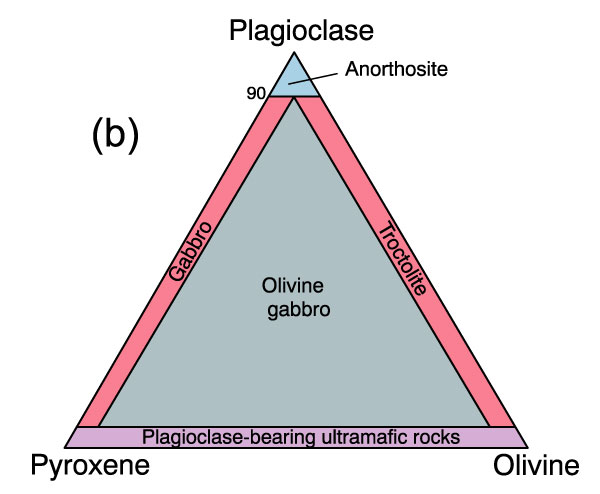 Plagioclase
Anorthosite
90
(b)
Gabbro
Troctolite
Olivine
gabbro
Plagioclase-bearing ultramafic rocks
Pyroxene
Olivine